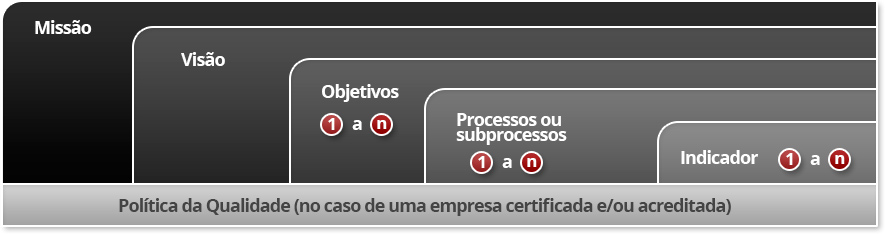 Missão
Visão
Objetivos
1 a n
Processos ou
subprocessos
1 a n
Indicador 1 a n
Política da Qualidade (no caso de uma empresa certificada e/ou acreditada)